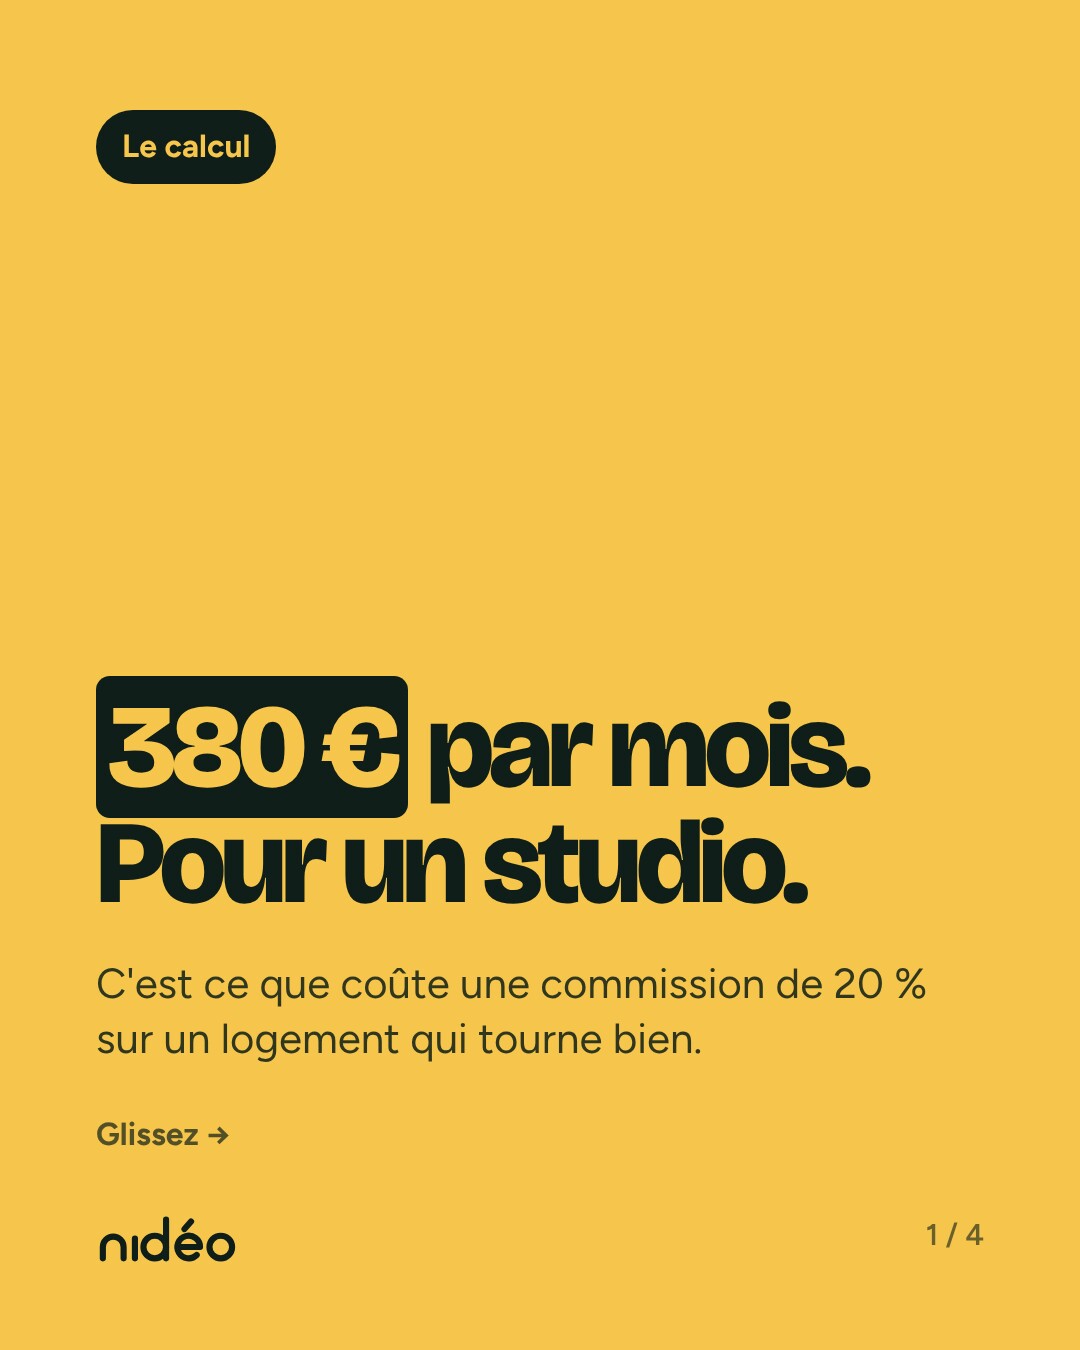 Le calcul
380 € par mois.
Pour un studio.
C'est ce que coûte une commission de 20 %
sur un logement qui tourne bien.
Glissez →
nidéo
1 / 4